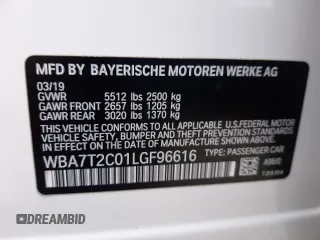 MFD BY BAYERISCHE MOTOREN WERKE AG
03/19
GVWR 5512 lbs 2500 kg
GAWR FRONT 2657 lbs 1205 kg
GAWR REAR 3020 lbs 1370 kg
THIS VEHICLE CONFORMS TO ALL APPLICABLE
U.S. FEDERAL MOTOR VEHICLE SAFETY, BUMPER, AND THEFT PREVENTION STANDARDS IN EFFECT ON THE DATE OF MANUFACTURE SHOWN ABOVE.
WBA7T2C01LGF96616 TYPE: PASSENGER CAR
A96/0
DREAMBID